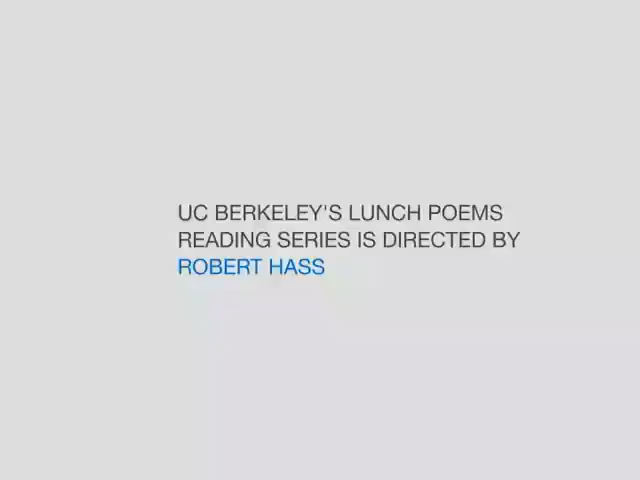 UC BERKELEY'S LUNCH POEMS
READING SERIES IS DIRECTED BY
ROBERT HASS